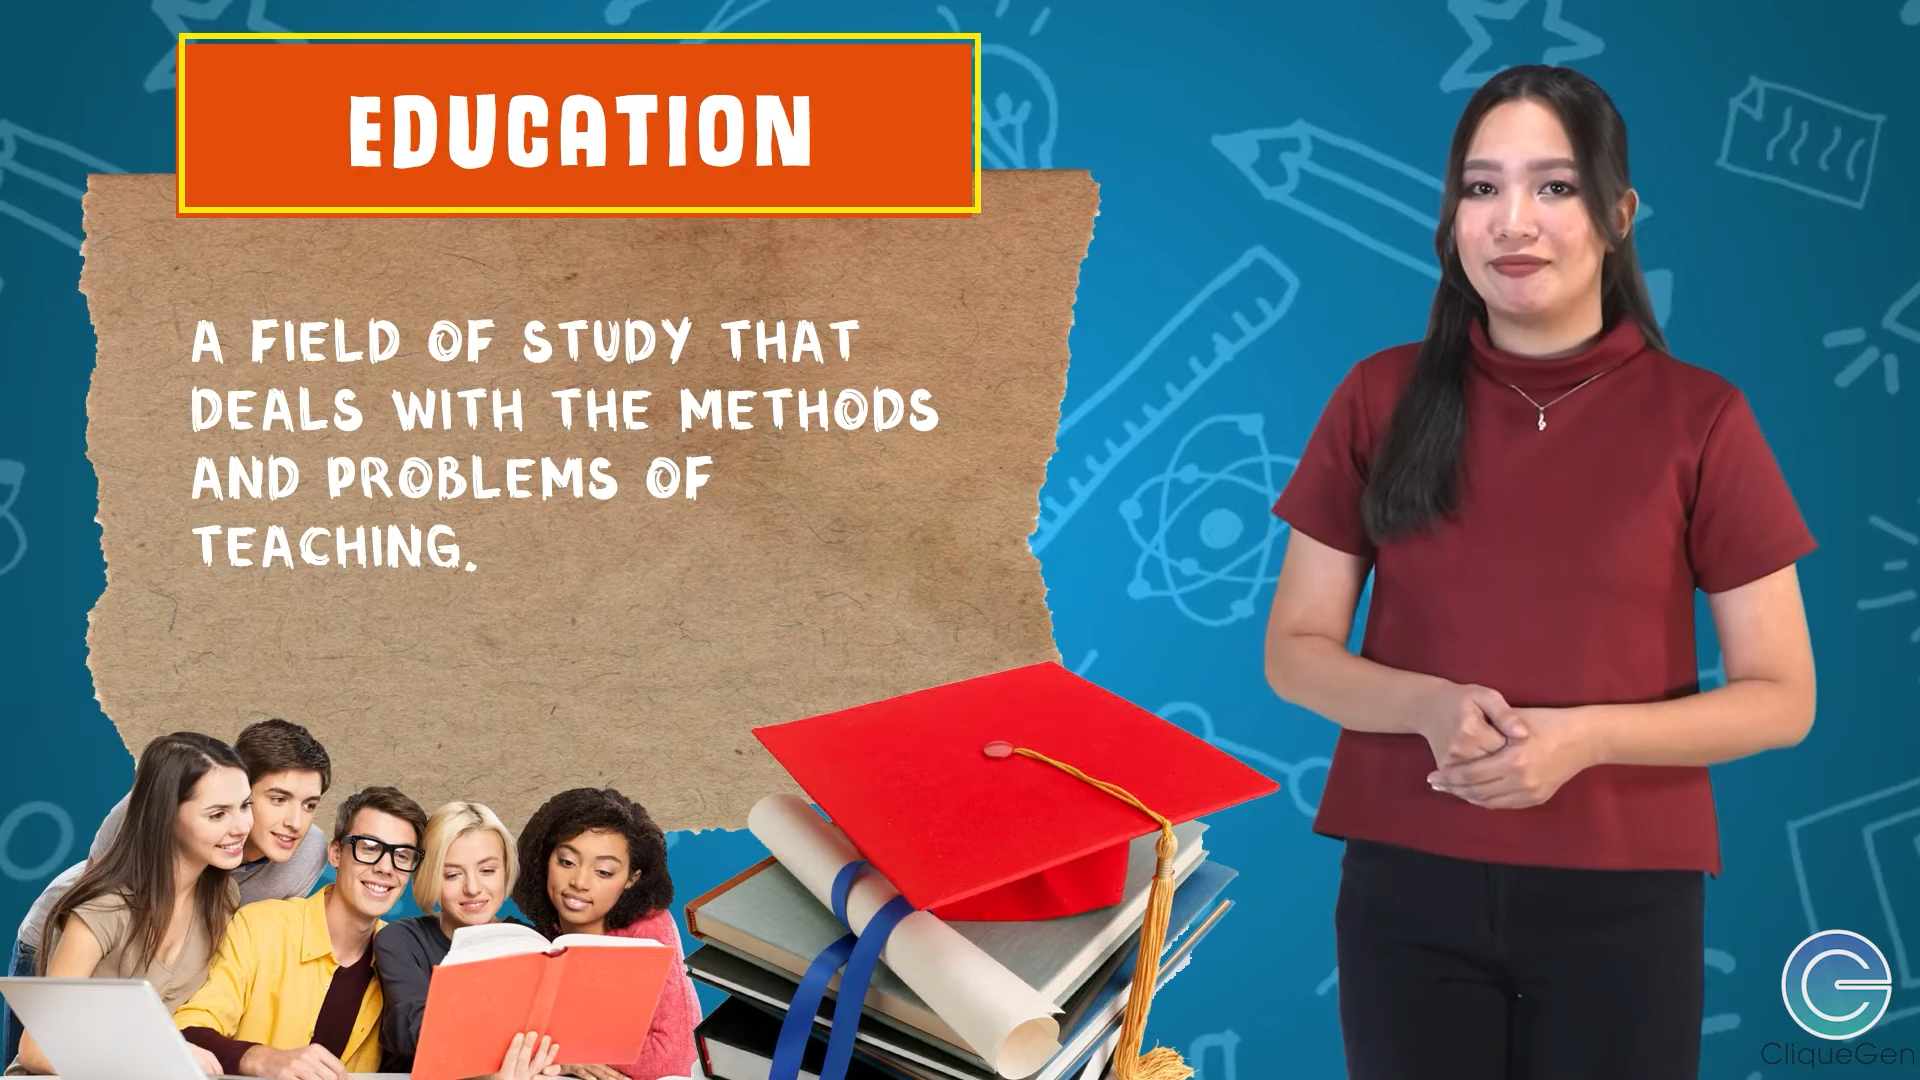 EDUCATION
A FIELD OF STUDY THAT
DEALS WITH THE METHODS
AND PROBLEMS OF
TEACHING.
CliqueGen